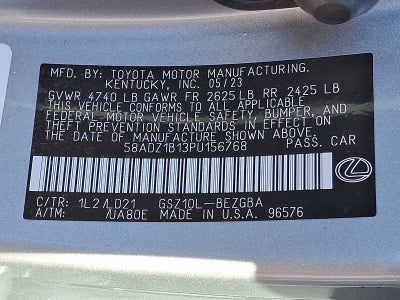 MFD. BY: TOYOTA MOTOR MANUFACTURING.
KENTUCKY, INC. 05/23
GVWR 4740 LB GAWR FR 2625 LB RR 2425 LB
THIS VEHICLE CONFORMS TO ALL APPLICABLE
FEDERAL MOTOR VEHICLE SAFETY, BUMPER, AND
THEFT PREVENTION STANDARDS IN EFFECT ON THE
DATE OF MANUFACTURE SHOWN ABOVE.
58ADZ1B13PU156768 PASS. CAR
C/TR: 1L2/LD21 GSZ10L-BEZGBA
A/TM: /UA80E MADE IN U.S.A. 96576